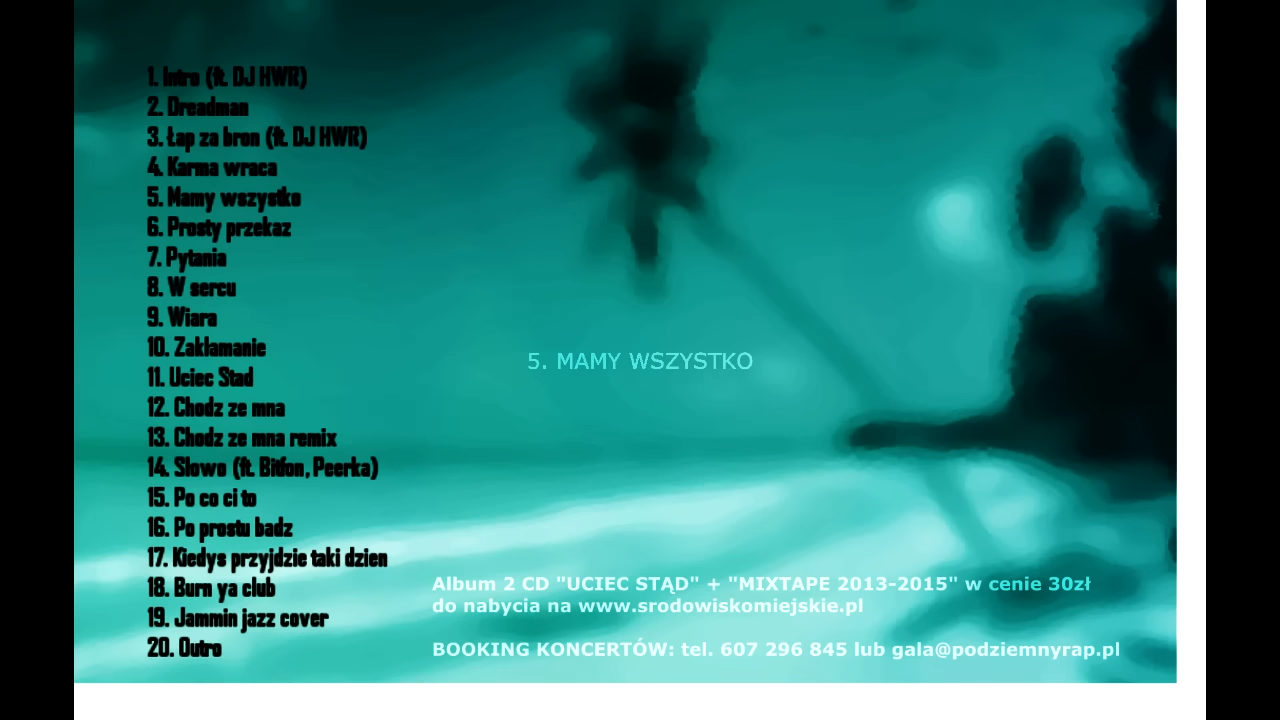 1. Intro (ft. DJ HWR)
2. Dreadman
3. Łap za bron (ft. DJ HWR)
4. Karma wraca
5. Mamy wszystko
6. Prosty przekaz
7. Pytania
8. W sercu
9. Wiara
10. Zakłamanie
11. Uciec Stad
12. Chodz ze mna
13. Chodz ze mna remix
14. Słowo (ft. Bitfon, Peerka)
15. Po co ci to
16. Po prostu badz
17. Kiedys przyjdzie taki dzien
18. Burn ya club
19. Jammin jazz cover
20. Outro
5. MAMY WSZYSTKO
Album 2 CD "UCIEC STĄD" + "MIXTAPE 2013-2015" w cenie 30zł
do nabycia na www.srodowiskomiejskie.pl
BOOKING KONCERTÓW: tel. 607 296 845 lub gala@podziemnyrap.pl